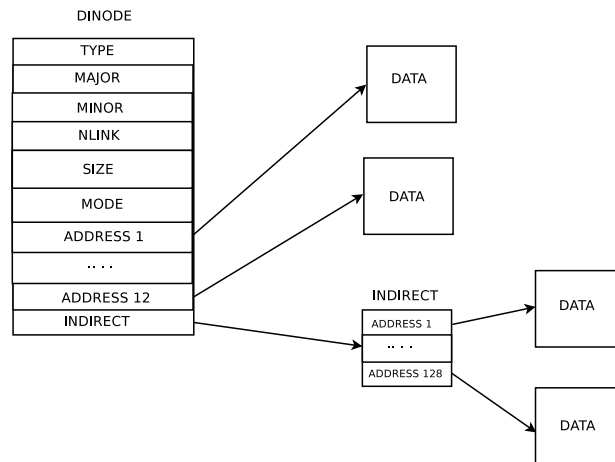 DINODE
TYPE
MAJOR
MINOR
NLINK
SIZE
MODE
ADDRESS 1
.. . .
ADDRESS 12
INDIRECT
DATA
DATA
INDIRECT
ADDRESS 1
.. . .
ADDRESS 128
DATA
DATA